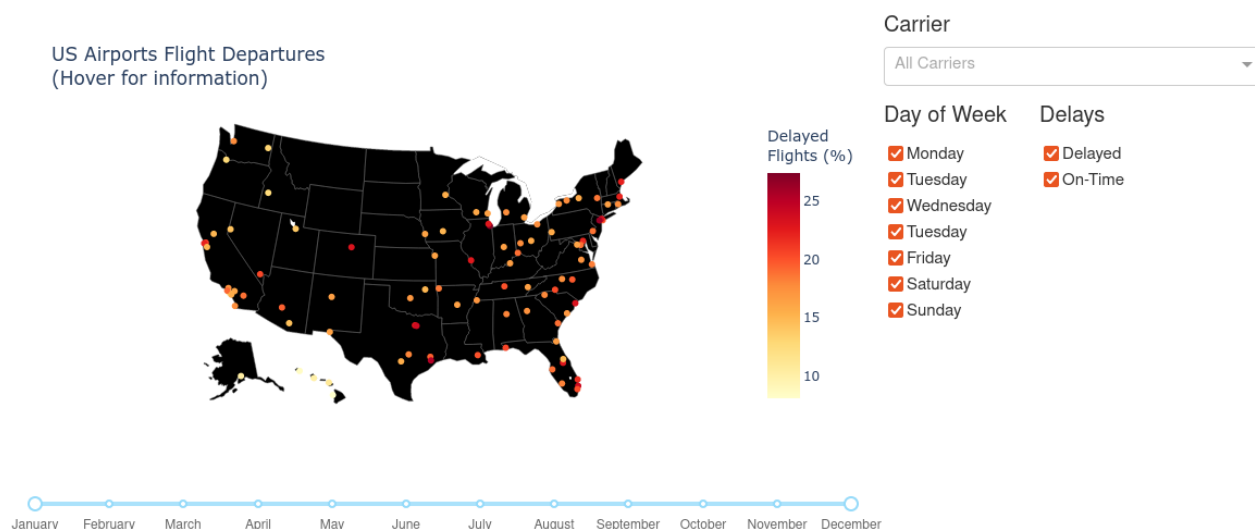 US Airports Flight Departures
(Hover for information)
Delayed
Flights (%)
25
20
15
10
Carrier
All Carriers
Day of Week
Monday
Tuesday
Wednesday
Tuesday
Friday
Saturday
Sunday
Delays
Delayed
On-Time
January February March April May June July August September October November December